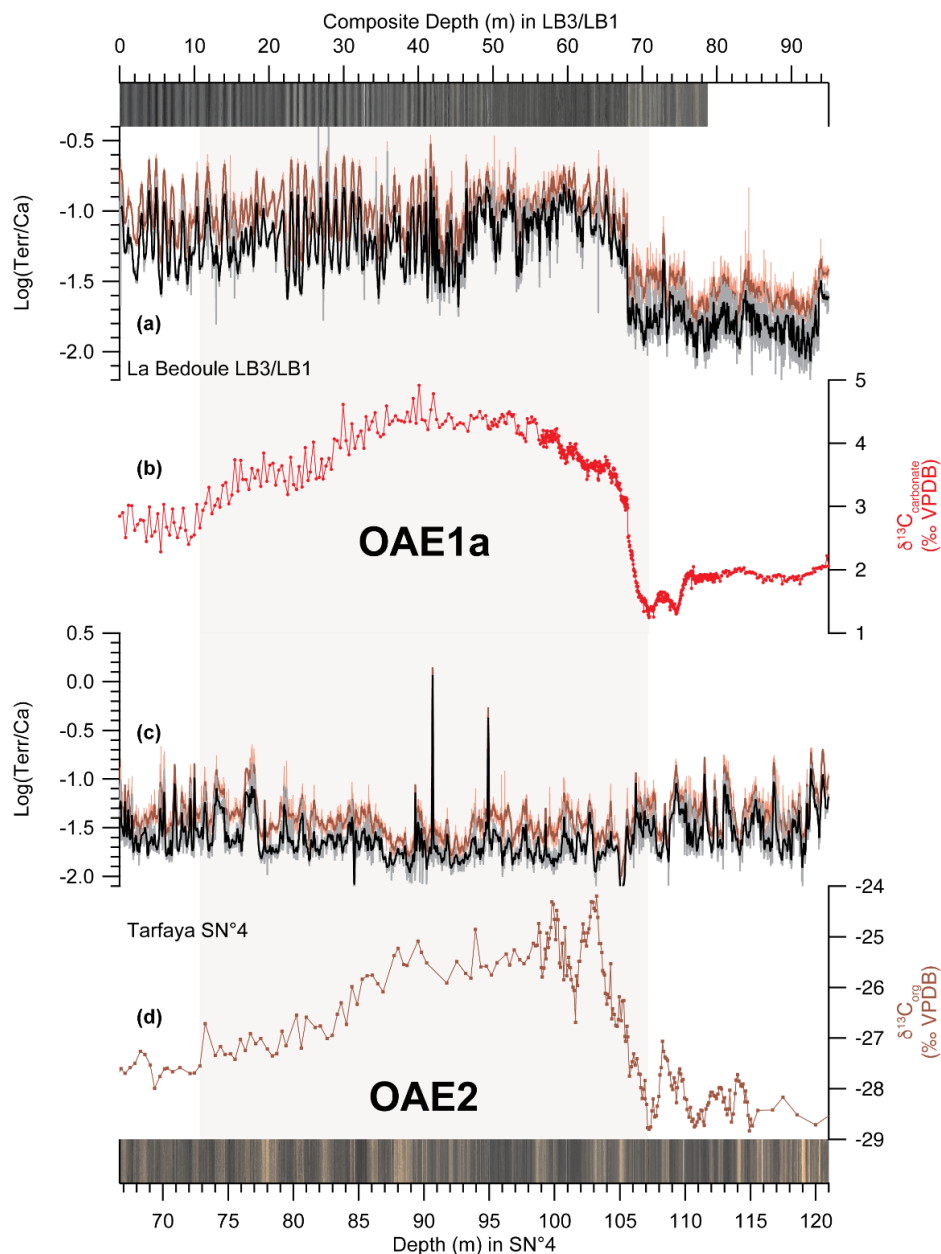 Composite Depth (m) in LB3/LB1
0 10 20 30 40 50 60 70 80 90
-0.5
-1.0
-1.5
-2.0
Log(Terr/Ca)
(a)
La Bedoule LB3/LB1
5
4
3
2
1
δ¹³Ccarbonate
(‰ VPDB)
(b)
OAE1a
0.5
0.0
-0.5
-1.0
-1.5
-2.0
Log(Terr/Ca)
(c)
Tarfaya SN°4
-24
-25
-26
-27
-28
-29
δ¹³Corg
(‰ VPDB)
(d)
OAE2
70 75 80 85 90 95 100 105 110 115 120
Depth (m) in SN°4